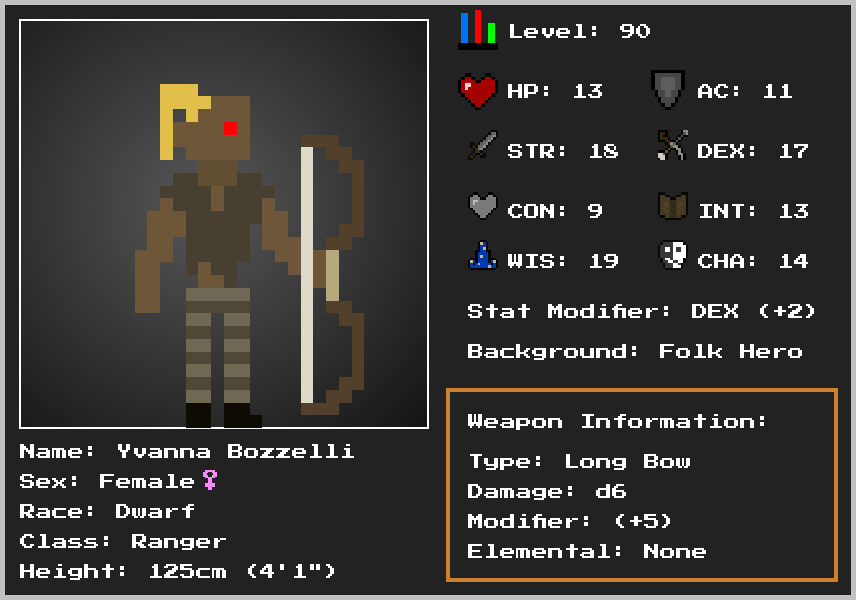 Level: 90
HP: 13
AC: 11
STR: 18
DEX: 17
CON: 9
INT: 13
WIS: 19
CHA: 14
Stat Modifier: DEX (+2)
Background: Folk Hero
Weapon Information:
Type: Long Bow
Damage: d6
Modifier: (+5)
Elemental: None
Name: Yvanna Bozzelli
Sex: Female♀
Race: Dwarf
Class: Ranger
Height: 125cm (4'1")